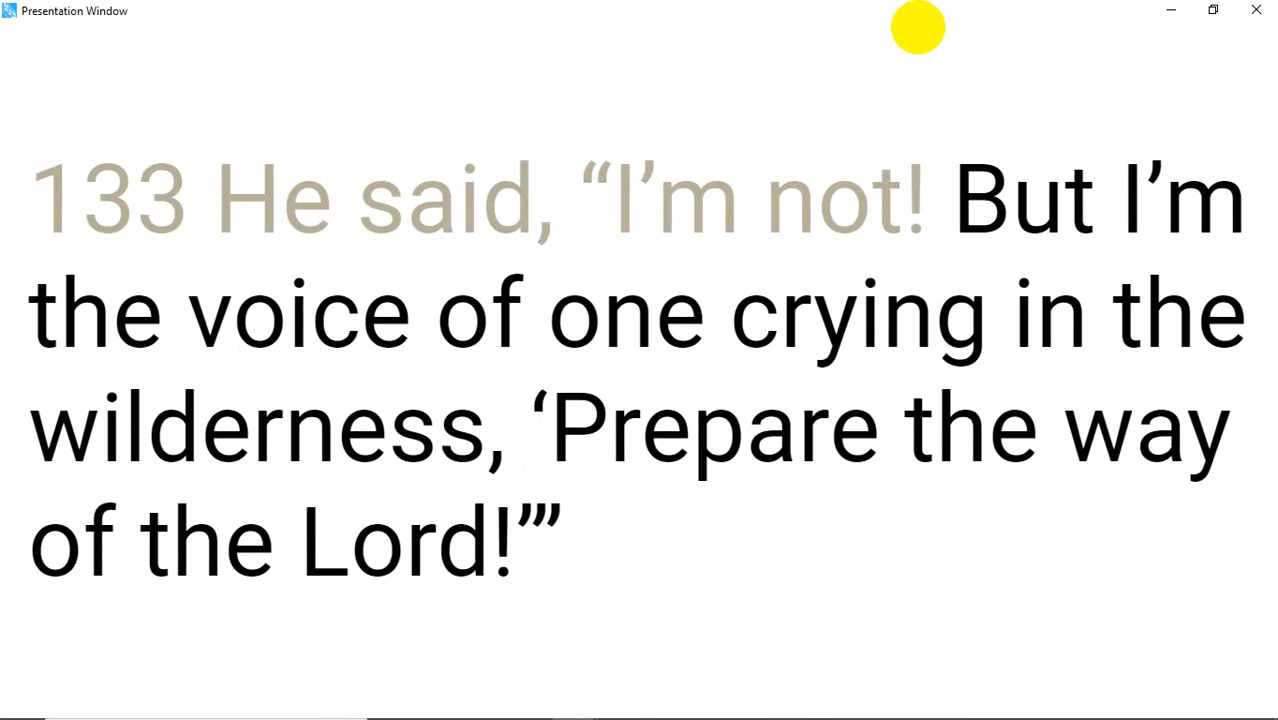 Presentation Window
133 He said, “I’m not! But I’m
the voice of one crying in the
wilderness, ‘Prepare the way
of the Lord!’”